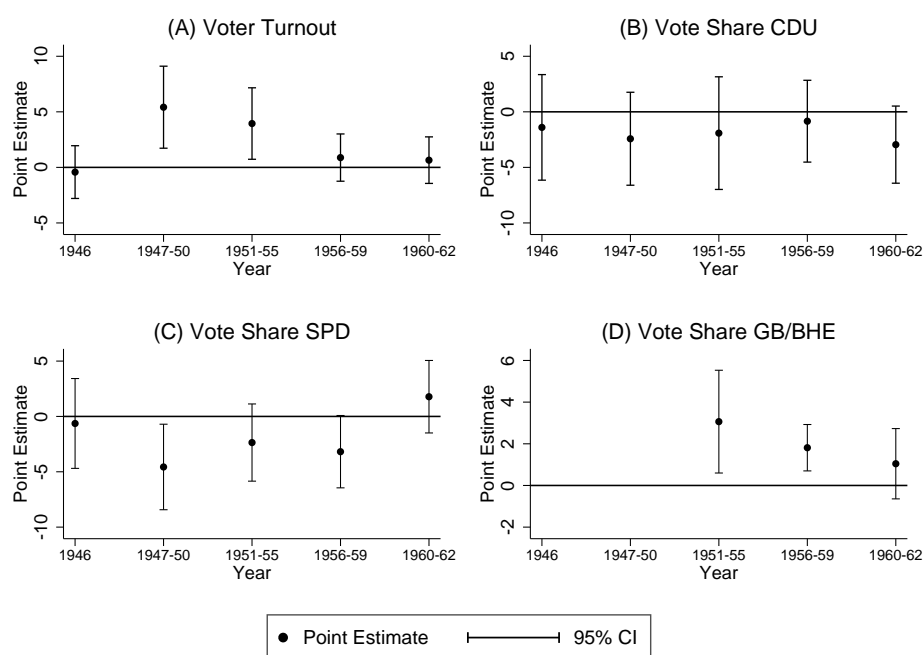 (A) Voter Turnout
Point Estimate
10
5
0
-5
1946 1947-50 1951-55 1956-59 1960-62
Year
(B) Vote Share CDU
Point Estimate
5
0
-5
-10
1946 1947-50 1951-55 1956-59 1960-62
Year
(C) Vote Share SPD
Point Estimate
5
0
-5
-10
1946 1947-50 1951-55 1956-59 1960-62
Year
(D) Vote Share GB/BHE
Point Estimate
6
4
2
0
-2
1946 1947-50 1951-55 1956-59 1960-62
Year
Point Estimate 95% CI